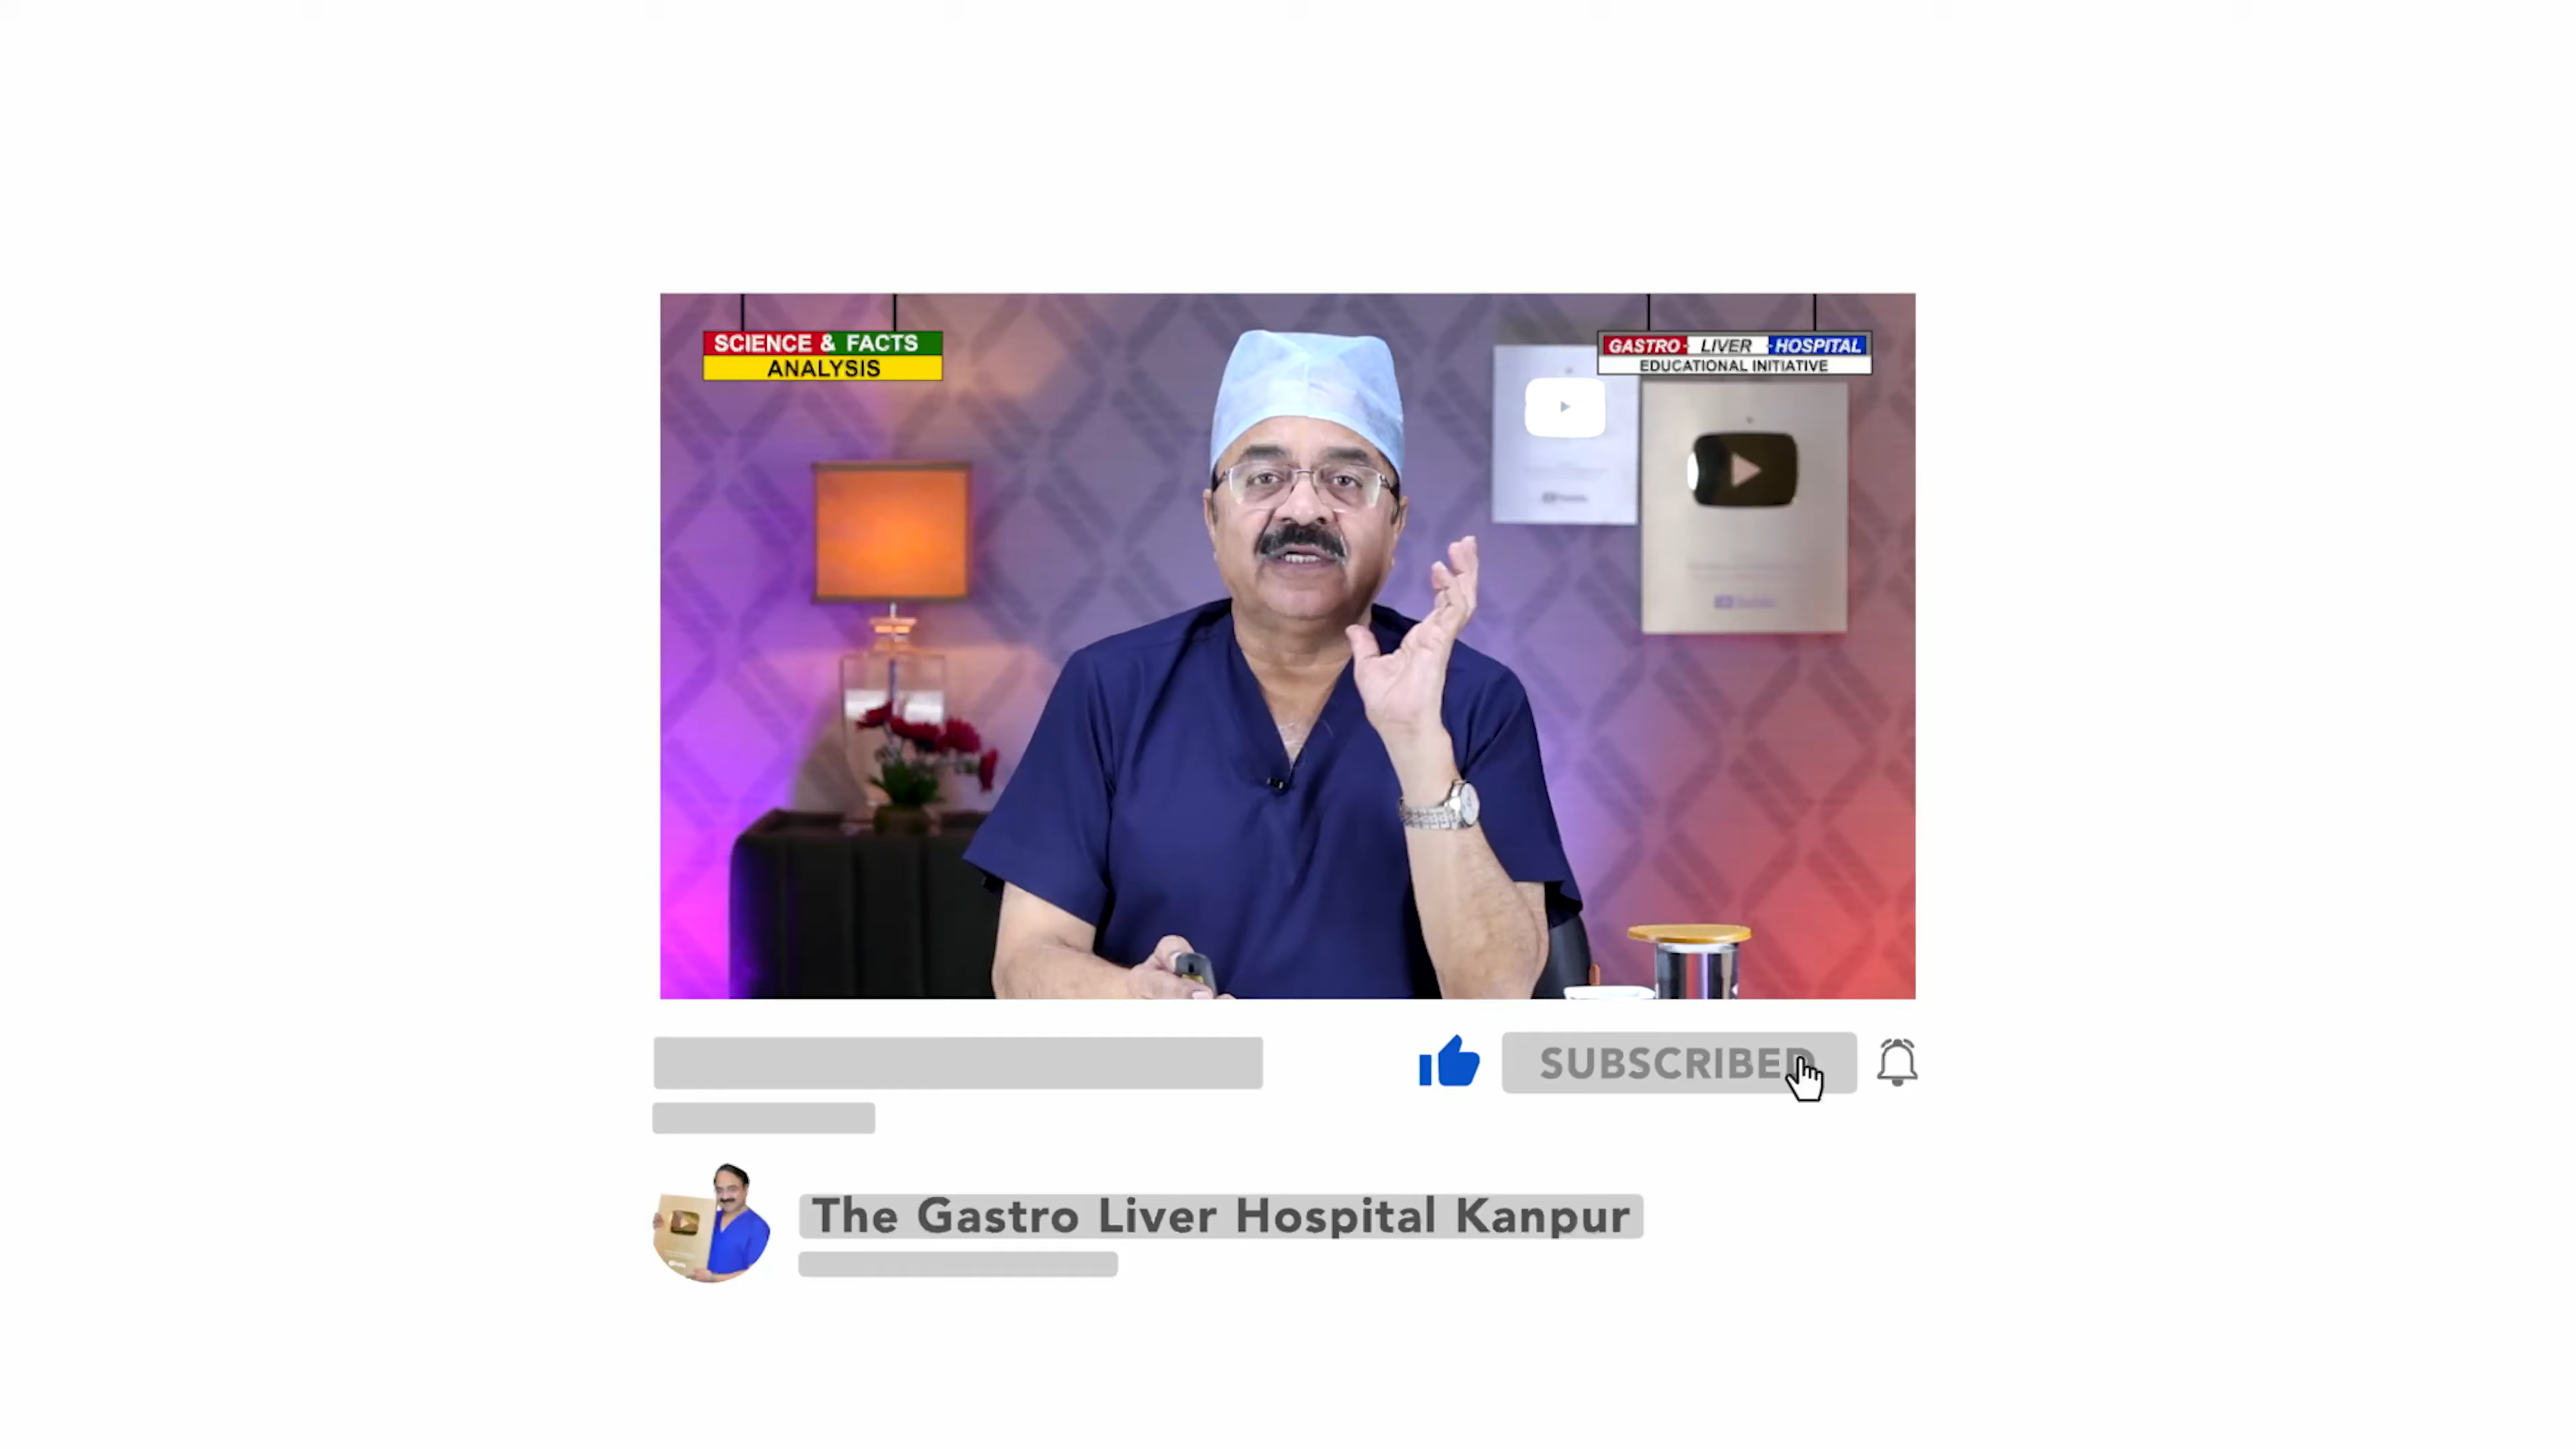 SCIENCE & FACTS
ANALYSIS
GASTRO - LIVER - HOSPITAL
EDUCATIONAL INITIATIVE
SUBSCRIBED
The Gastro Liver Hospital Kanpur